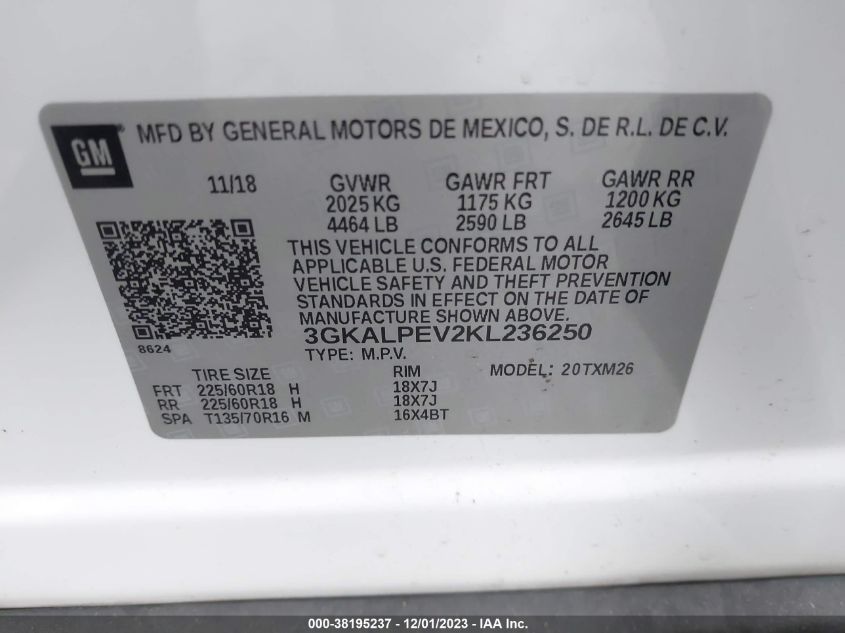 GM ® MFD BY GENERAL MOTORS DE MEXICO, S. DE R.L. DE C.V.
11/18 GVWR GAWR FRT GAWR RR
2025 KG 1175 KG 1200 KG
4464 LB 2590 LB 2645 LB
THIS VEHICLE CONFORMS TO ALL
APPLICABLE U.S. FEDERAL MOTOR
VEHICLE SAFETY AND THEFT PREVENTION
STANDARDS IN EFFECT ON THE DATE OF
MANUFACTURE SHOWN ABOVE.
8624 3GKALPEV2KL236250
TYPE: M.P.V.
TIRE SIZE RIM MODEL: 20TXM26
FRT 225/60R18 H 18X7J
RR 225/60R18 H 18X7J
SPA T135/70R16 M 16X4BT
000-38195237 - 12/01/2023 - IAA Inc.